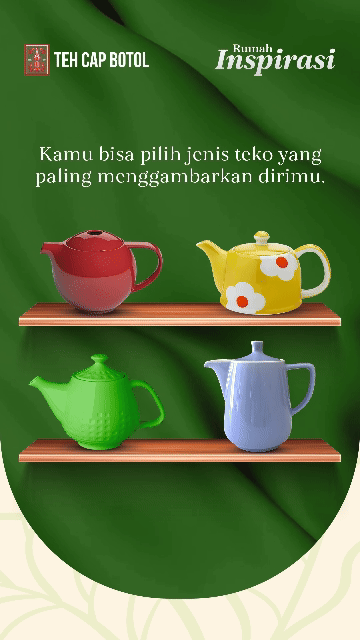 TEH CAP BOTOL
Rumah
Inspirasi
Kamu bisa pilih jenis teko yang
paling menggambarkan dirimu.